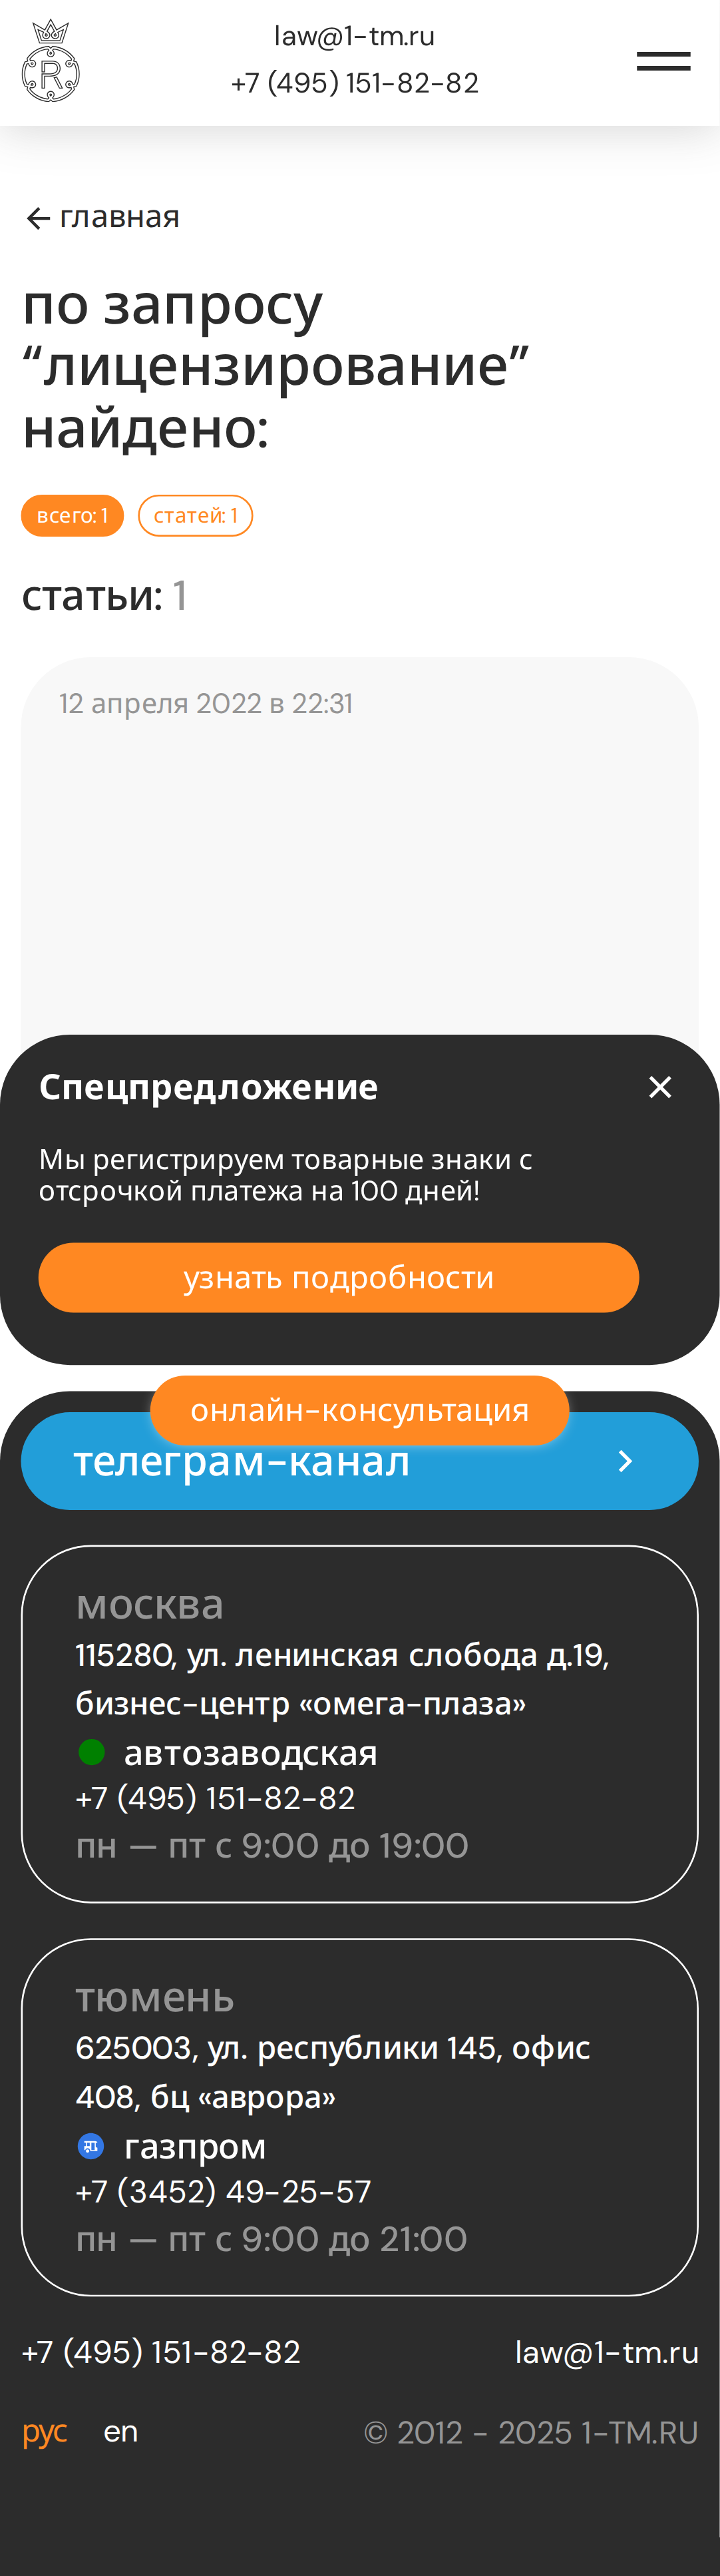 law@1-tm.ru
+7 (495) 151-82-82
R
← главная
по запросу
“лицензирование”
найдено:
всего: 1 статей: 1
статьи: 1
12 апреля 2022 в 22:31
Спецпредложение
Мы регистрируем товарные знаки с
отсрочкой платежа на 100 дней!
узнать подробности
онлайн-консультация
телеграм-канал
москва
115280, ул. ленинская слобода д.19,
бизнес-центр «омега-плаза»
автозаводская
+7 (495) 151-82-82
пн — пт с 9:00 до 19:00
тюмень
625003, ул. республики 145, офис
408, бц «аврора»
газпром
+7 (3452) 49-25-57
пн — пт с 9:00 до 21:00
+7 (495) 151-82-82 law@1-tm.ru
рус en © 2012 - 2025 1-TM.RU